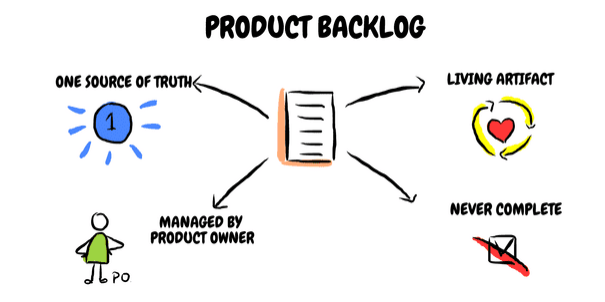 PRODUCT BACKLOG
ONE SOURCE OF TRUTH
1
LIVING ARTIFACT
MANAGED BY
PRODUCT OWNER
PO
NEVER COMPLETE